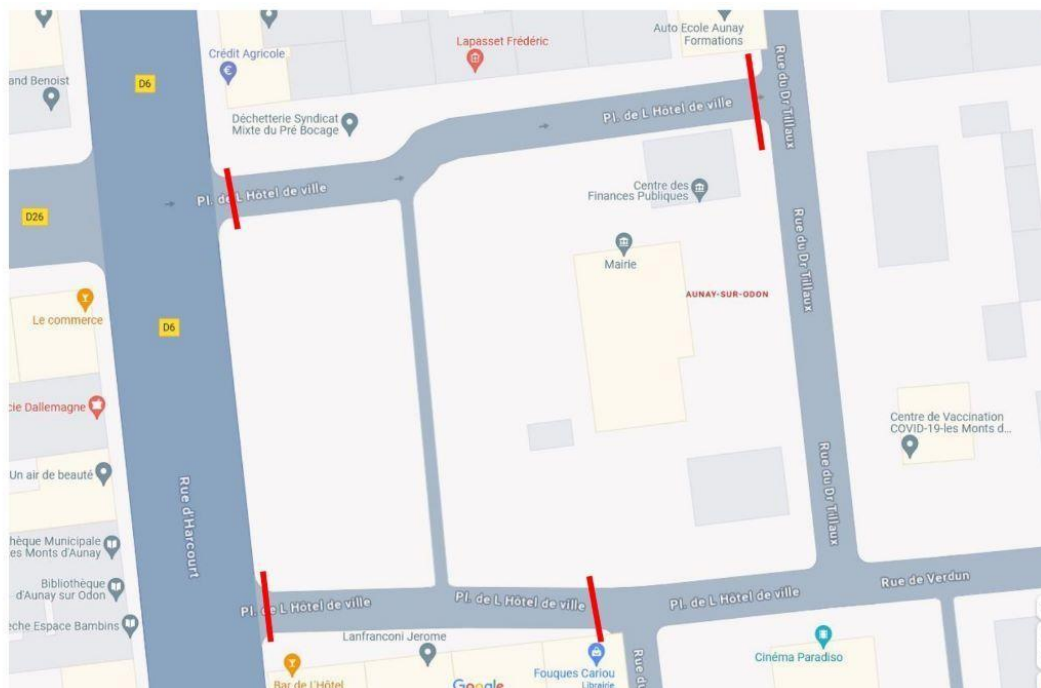 Auto Ecole Aunay
Formations
Lapasset Frédéric
Crédit Agricole
and Benoist
D6
Rue du Dr Tillaux
Pl. de L Hôtel de ville
Déchetterie Syndicat
Mixte du Pré Bocage
Pl. de L Hôtel de ville
Centre des
Finances Publiques
D26
Rue du Dr Tillaux
Mairie
AUNAY-SUR-ODON
Le commerce
D6
cie Dallemagne
Centre de Vaccination
COVID-19-les Monts d...
Un air de beauté
Rue d'Harcourt
Rue du Dr Tillaux
hèque Municipale
es Monts d'Aunay
Bibliothèque
d'Aunay sur Odon
Rue de Verdun
Pl. de L Hôtel de ville
Pl. de L Hôtel de ville
Pl. de L Hôtel de ville
èche Espace Bambins
Lanfranconi Jerome
Cinéma Paradiso
Fouques Cariou
Librairie
Rue du
Bar de l'Hôtel
Google